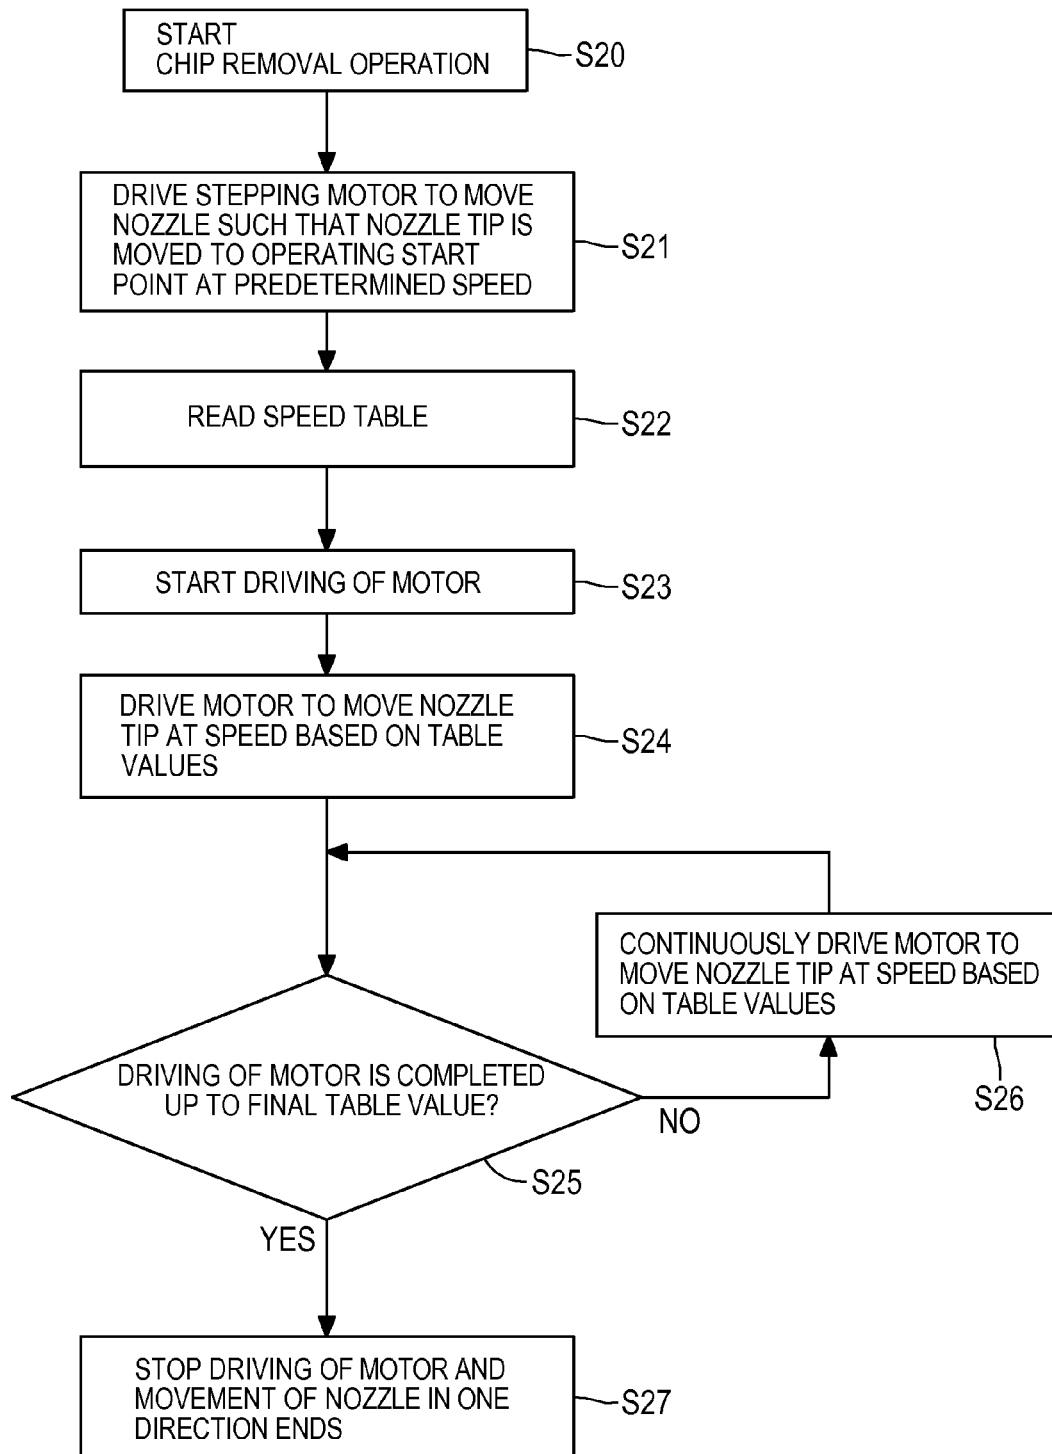 START
CHIP REMOVAL OPERATION
S20
DRIVE STEPPING MOTOR TO MOVE
NOZZLE SUCH THAT NOZZLE TIP IS
MOVED TO OPERATING START
POINT AT PREDETERMINED SPEED
S21
READ SPEED TABLE
S22
START DRIVING OF MOTOR
S23
DRIVE MOTOR TO MOVE NOZZLE
TIP AT SPEED BASED ON TABLE
VALUES
S24
CONTINUOUSLY DRIVE MOTOR TO
MOVE NOZZLE TIP AT SPEED BASED
ON TABLE VALUES
S26
DRIVING OF MOTOR IS COMPLETED
UP TO FINAL TABLE VALUE?
NO
S25
YES
STOP DRIVING OF MOTOR AND
MOVEMENT OF NOZZLE IN ONE
DIRECTION ENDS
S27